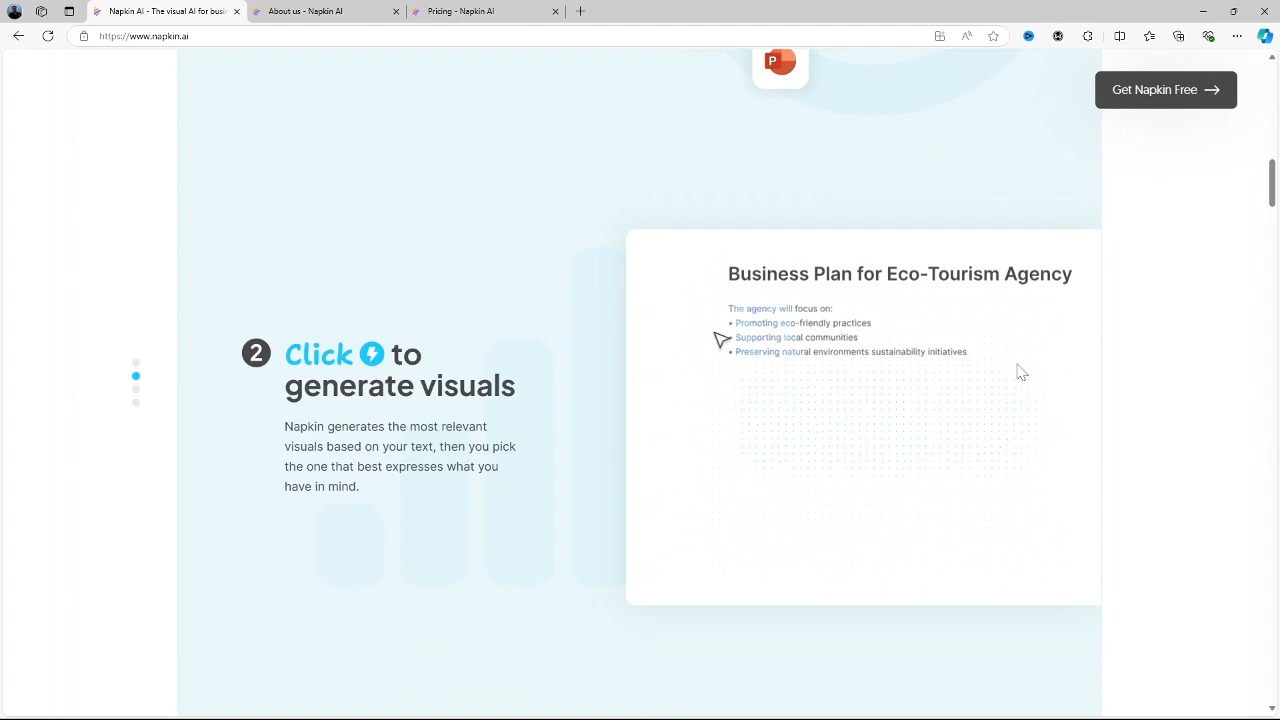 Napkin AI - The visual AI for busi
About us - Napkin AI
Pricing - Napkin AI
https://www.napkin.ai
P
Get Napkin Free
Business Plan for Eco-Tourism Agency
The agency will focus on:
• Promoting eco-friendly practices
• Supporting local communities
• Preserving natural environments sustainability initiatives
2 Click to
generate visuals
Napkin generates the most relevant
visuals based on your text, then you pick
the one that best expresses what you
have in mind.